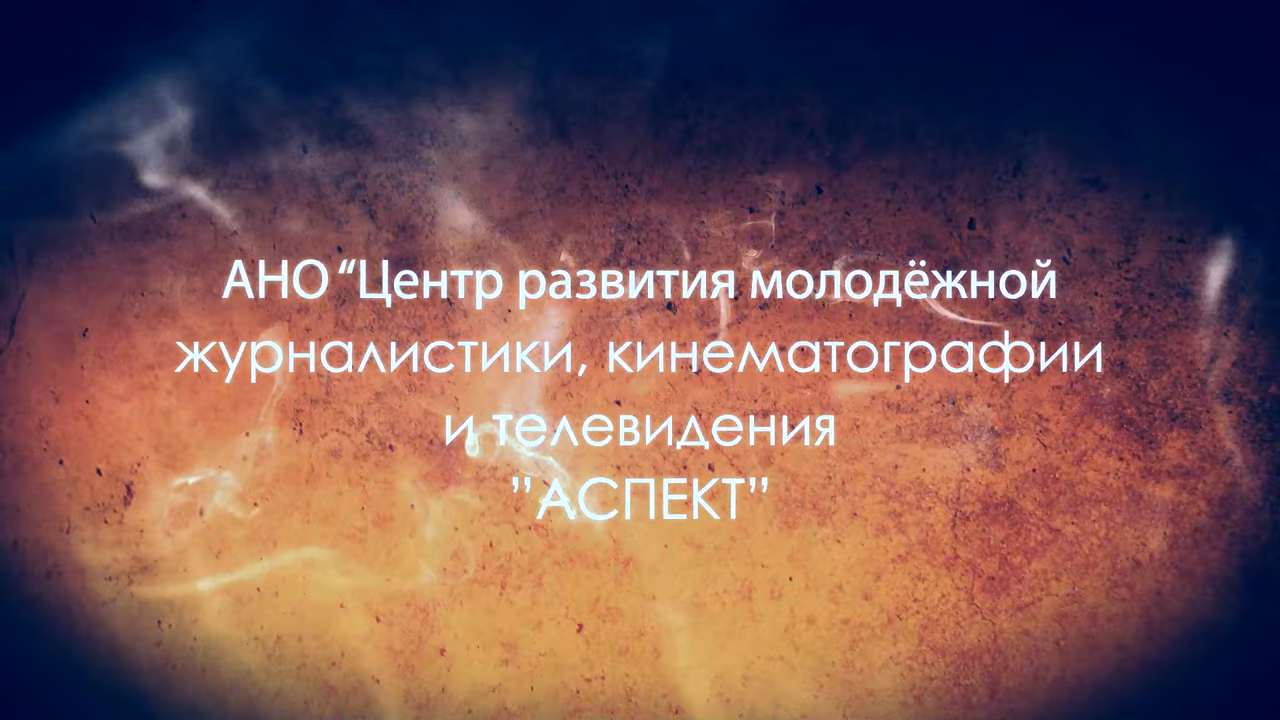 АНО “Центр развития молодёжной
журналистики, кинематографии
и телевидения
”АСПЕКТ”